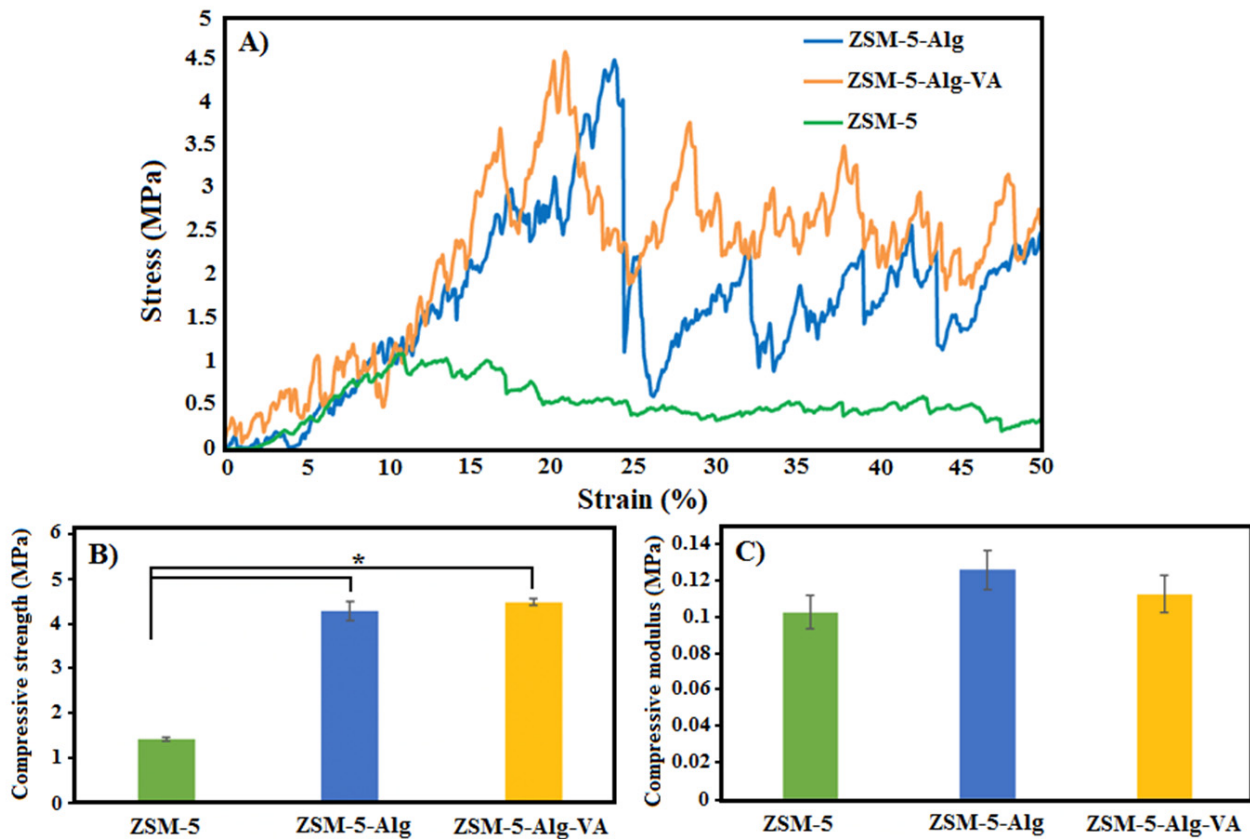 A)
ZSM-5-Alg
ZSM-5-Alg-VA
ZSM-5
Stress (MPa)
5
4.5
4
3.5
3
2.5
2
1.5
1
0.5
0
0 5 10 15 20 25 30 35 40 45 50
Strain (%)
B)
*
Compressive strength (MPa)
6
5
4
3
2
1
0
ZSM-5 ZSM-5-Alg ZSM-5-Alg-VA
C)
Compressive modulus (MPa)
0.14
0.12
0.1
0.08
0.06
0.04
0.02
0
ZSM-5 ZSM-5-Alg ZSM-5-Alg-VA